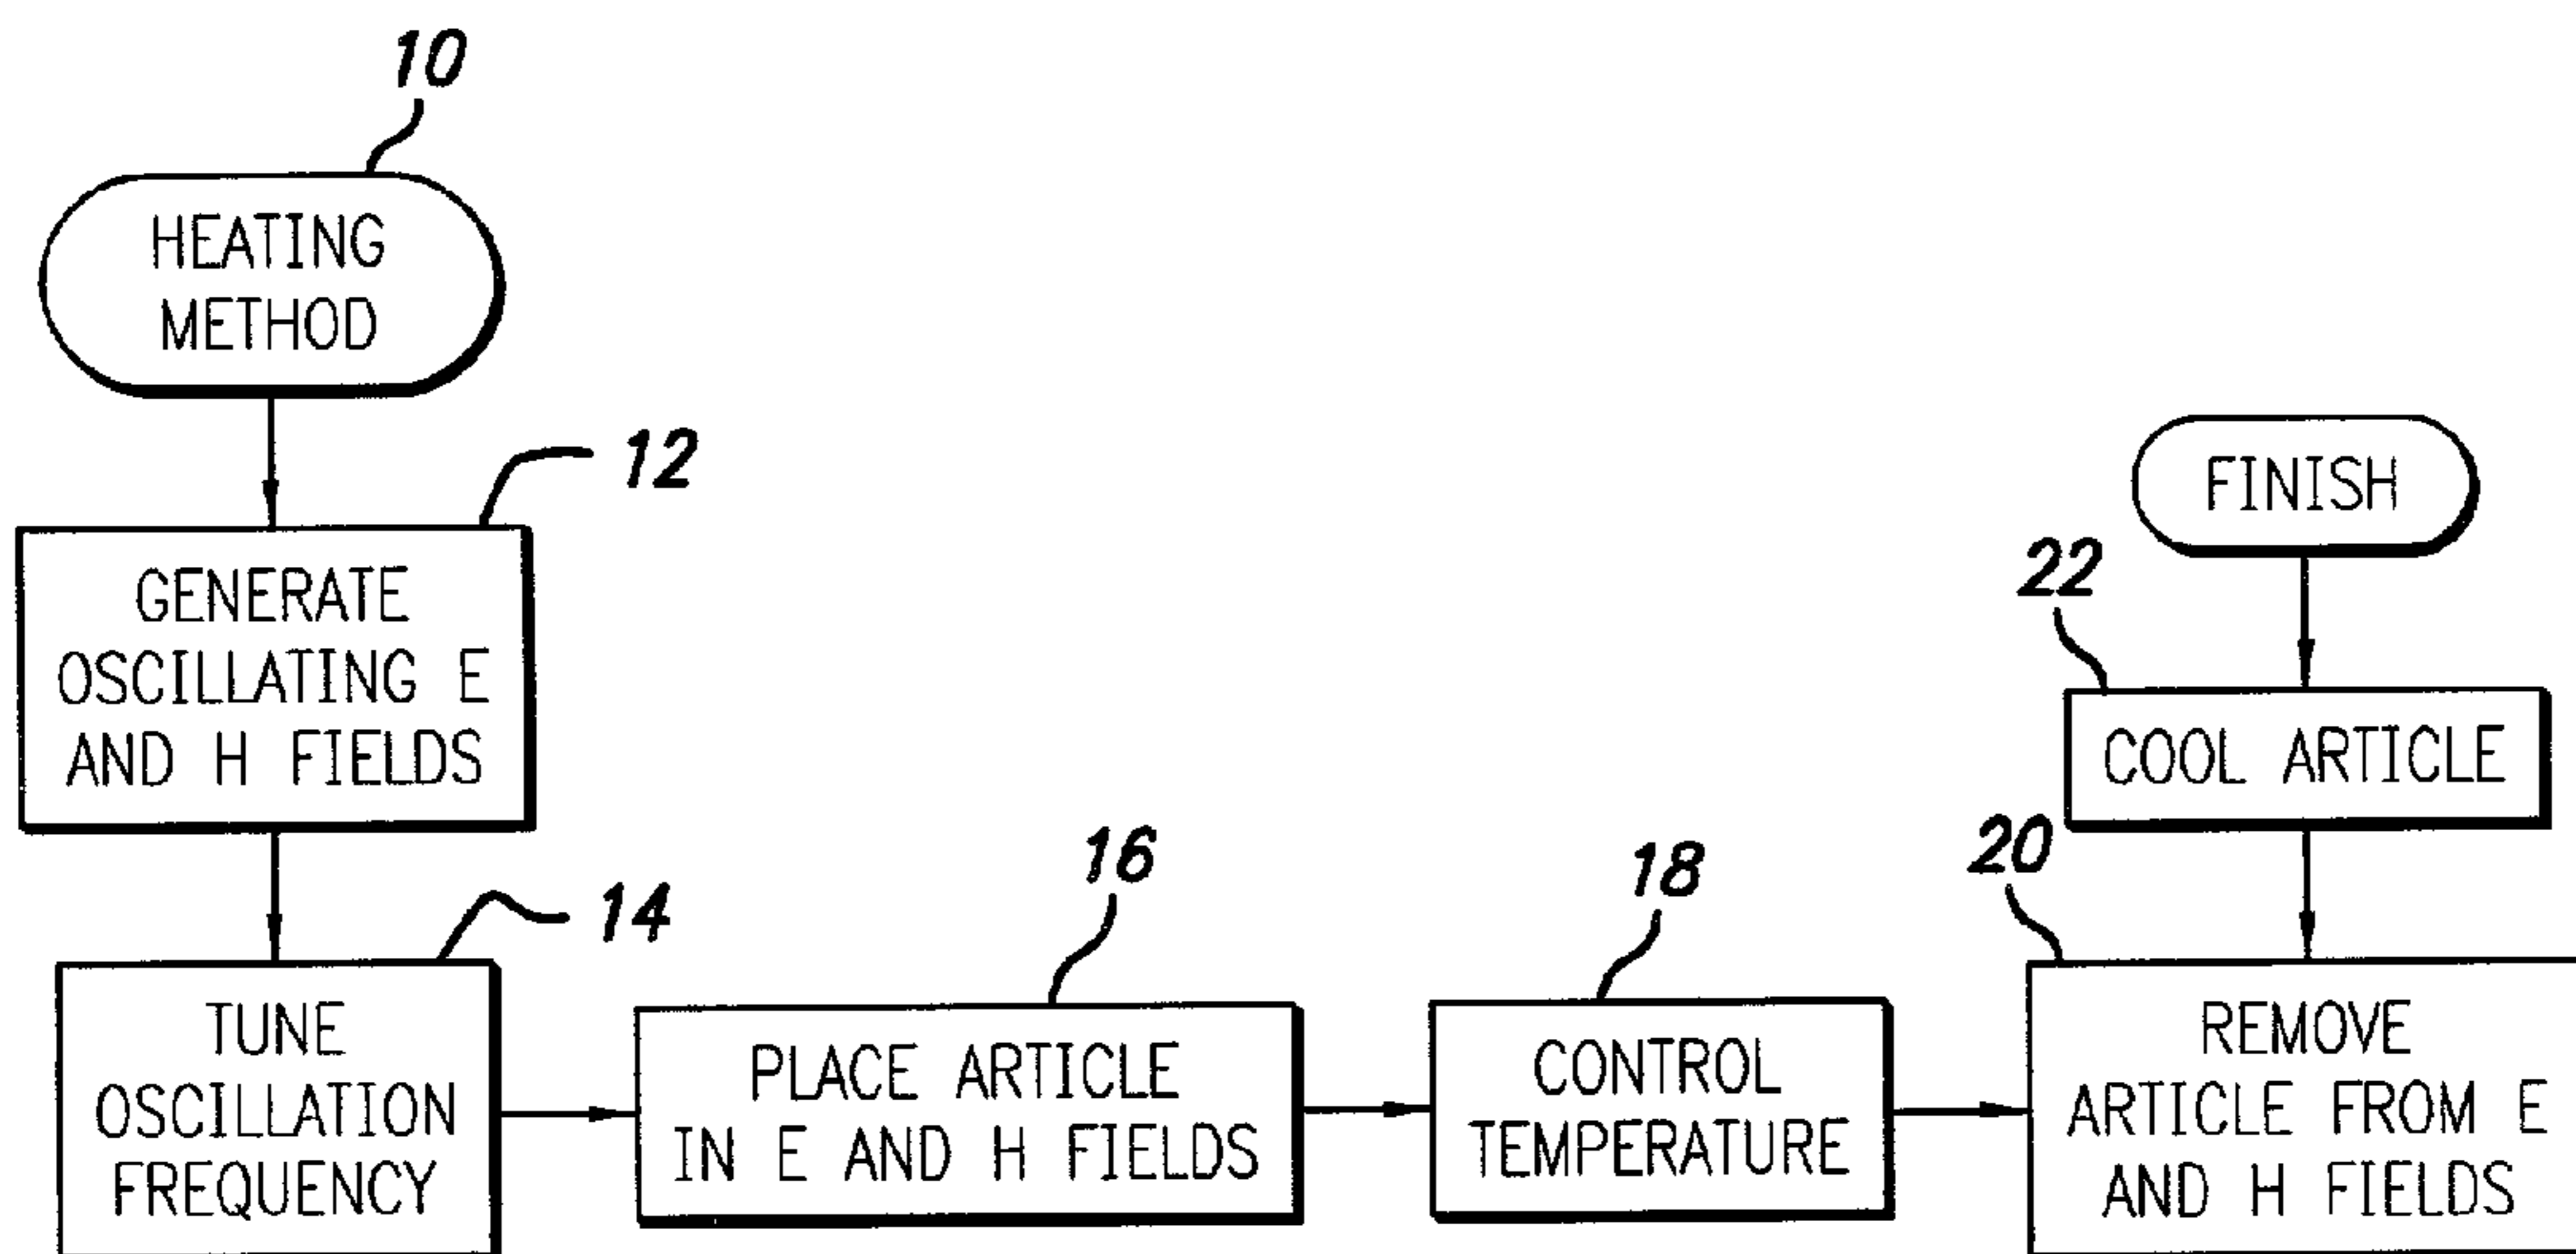 10
HEATING
METHOD
12
GENERATE
OSCILLATING E
AND H FIELDS
14
TUNE
OSCILLATION
FREQUENCY
16
PLACE ARTICLE
IN E AND H FIELDS
18
CONTROL
TEMPERATURE
FINISH
22
COOL ARTICLE
20
REMOVE
ARTICLE FROM E
AND H FIELDS